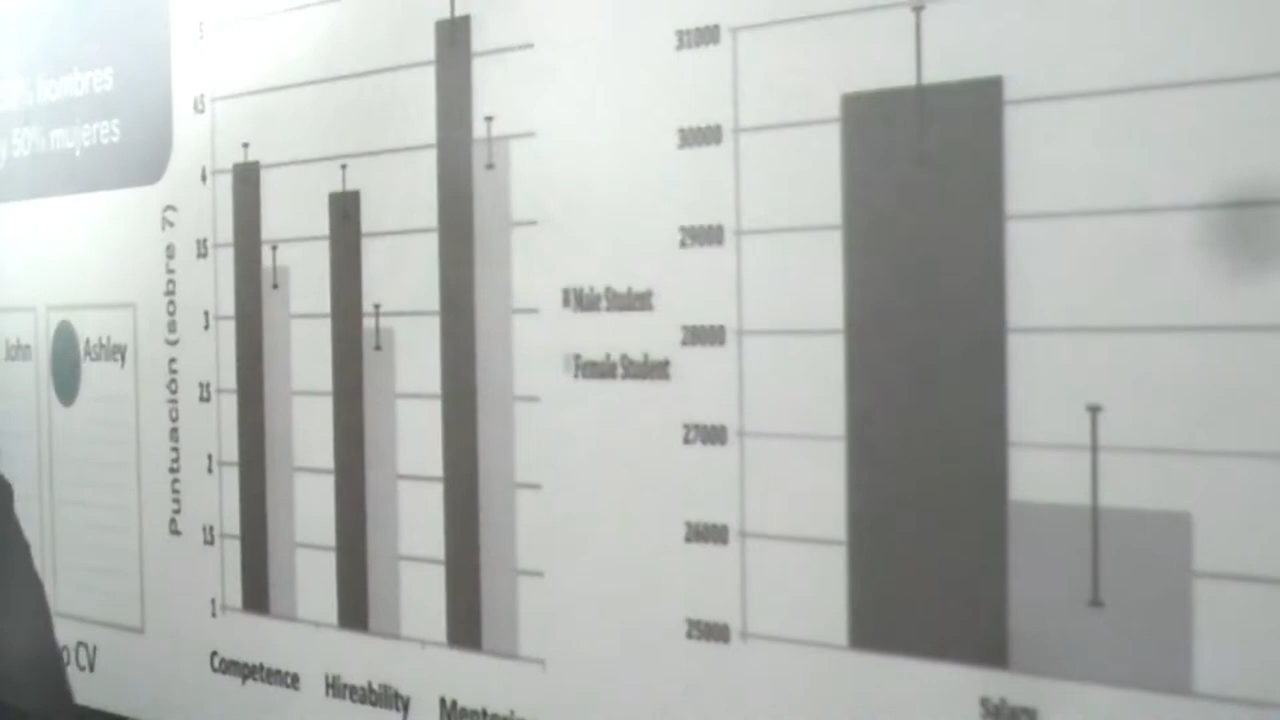 hombres
y 50% mujeres
John
Ashley
CV
Puntuación (sobre 7)
5
4.5
4
3.5
3
2.5
2
1.5
1
Competence
Hireability
Male Student
Female Student
31000
30000
29000
28000
27000
26000
25000
Salary